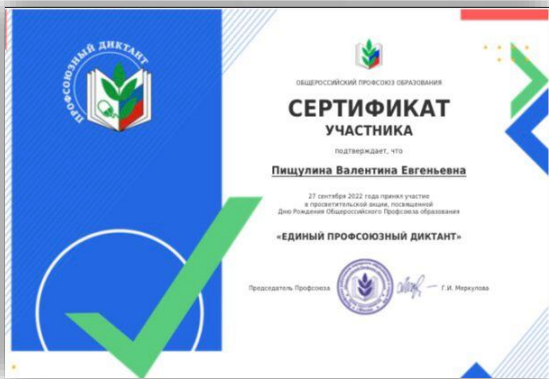 ПРОФСОЮЗНЫЙ ДИКТАНТ
ОБЩЕРОССИЙСКИЙ ПРОФСОЮЗ ОБРАЗОВАНИЯ
СЕРТИФИКАТ
УЧАСТНИКА
подтверждает, что
Пищулина Валентина Евгеньевна
27 сентября 2022 года принял участие
в просветительской акции, посвященной
Дню Рождения Общероссийского Профсоюза образования
«ЕДИНЫЙ ПРОФСОЮЗНЫЙ ДИКТАНТ»
Председатель Профсоюза
Г.И. Меркулова